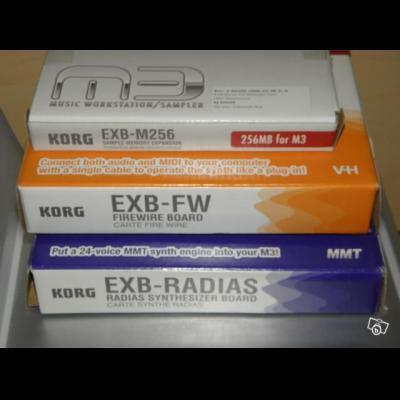 M3
MUSIC WORKSTATION/SAMPLER
KORG EXB-M256
SAMPLE MEMORY EXPANSION
256MB for M3
Connect both audio and MIDI to your computer
with a single cable to operate the synth like a plug-in!
KORG EXB-FW
FIREWIRE BOARD
CARTE FIRE WIRE
Put a 24-voice MMT synth engine into your M3!
MMT
KORG EXB-RADIAS
RADIAS SYNTHESIZER BOARD
CARTE SYNTHE RADIAS